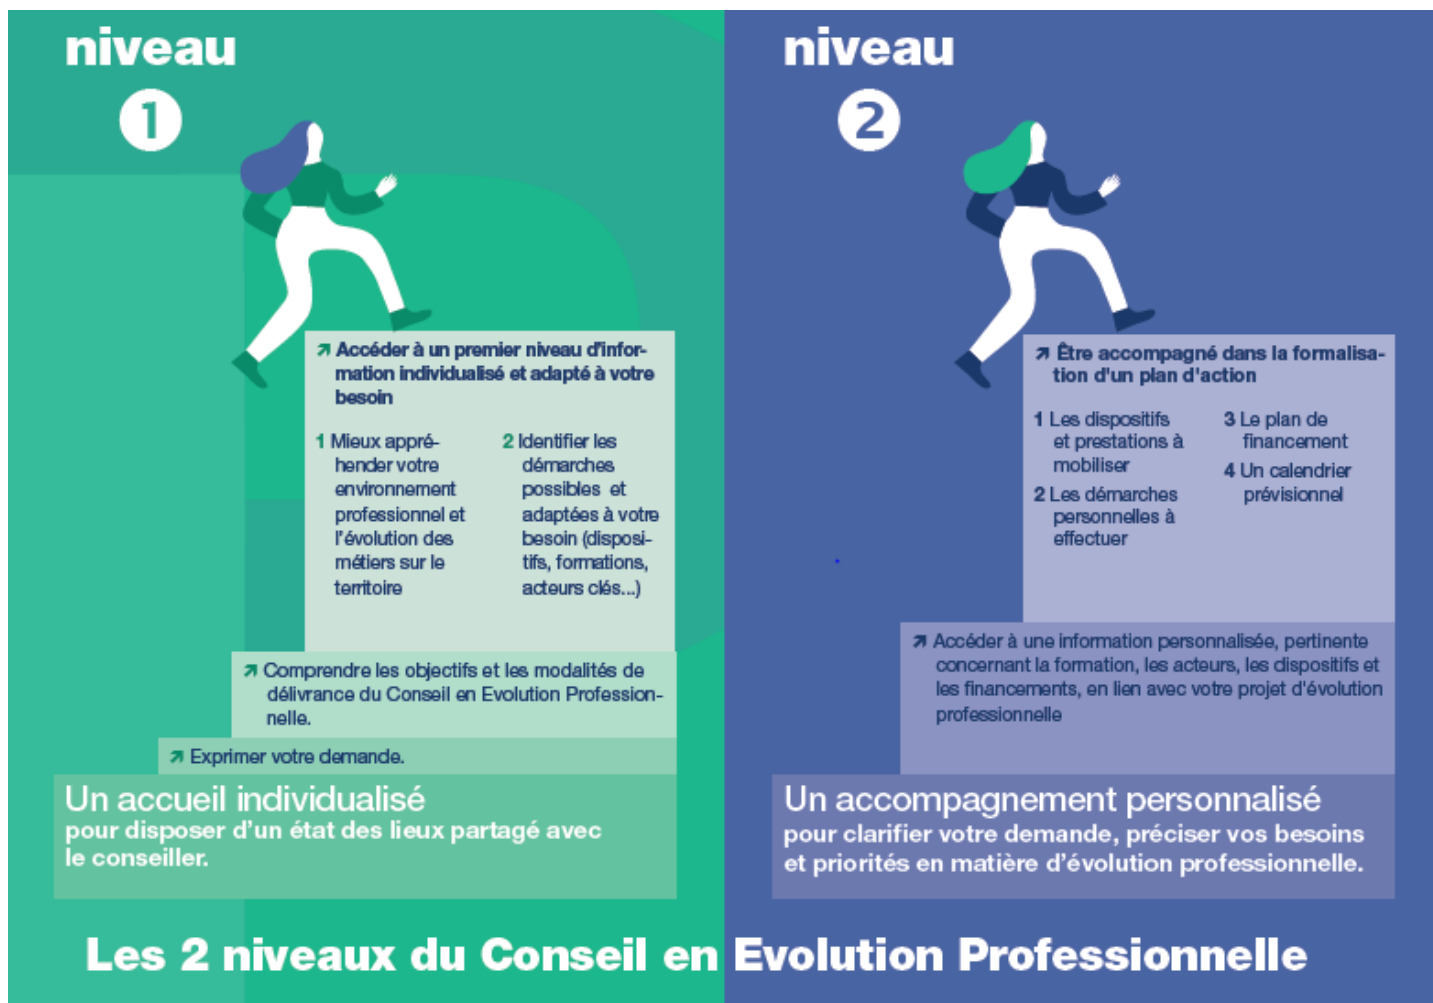 niveau
1
↗ Accéder à un premier niveau d'infor-
mation individualisé et adapté à votre
besoin
1 Mieux appré-
hender votre
environnement
professionnel et
l'évolution des
métiers sur le
territoire
2 Identifier les
démarches
possibles et
adaptées à votre
besoin (disposi-
tifs, formations,
acteurs clés...)
↗ Comprendre les objectifs et les modalités de
délivrance du Conseil en Evolution Profession-
nelle.
↗ Exprimer votre demande.
Un accueil individualisé
pour disposer d'un état des lieux partagé avec
le conseiller.
niveau
2
↗ Être accompagné dans la formalisa-
tion d'un plan d'action
1 Les dispositifs
et prestations à
mobiliser
2 Les démarches
personnelles à
effectuer
3 Le plan de
financement
4 Un calendrier
prévisionnel
↗ Accéder à une information personnalisée, pertinente
concernant la formation, les acteurs, les dispositifs et
les financements, en lien avec votre projet d'évolution
professionnelle
Un accompagnement personnalisé
pour clarifier votre demande, préciser vos besoins
et priorités en matière d'évolution professionnelle.
Les 2 niveaux du Conseil en Evolution Professionnelle